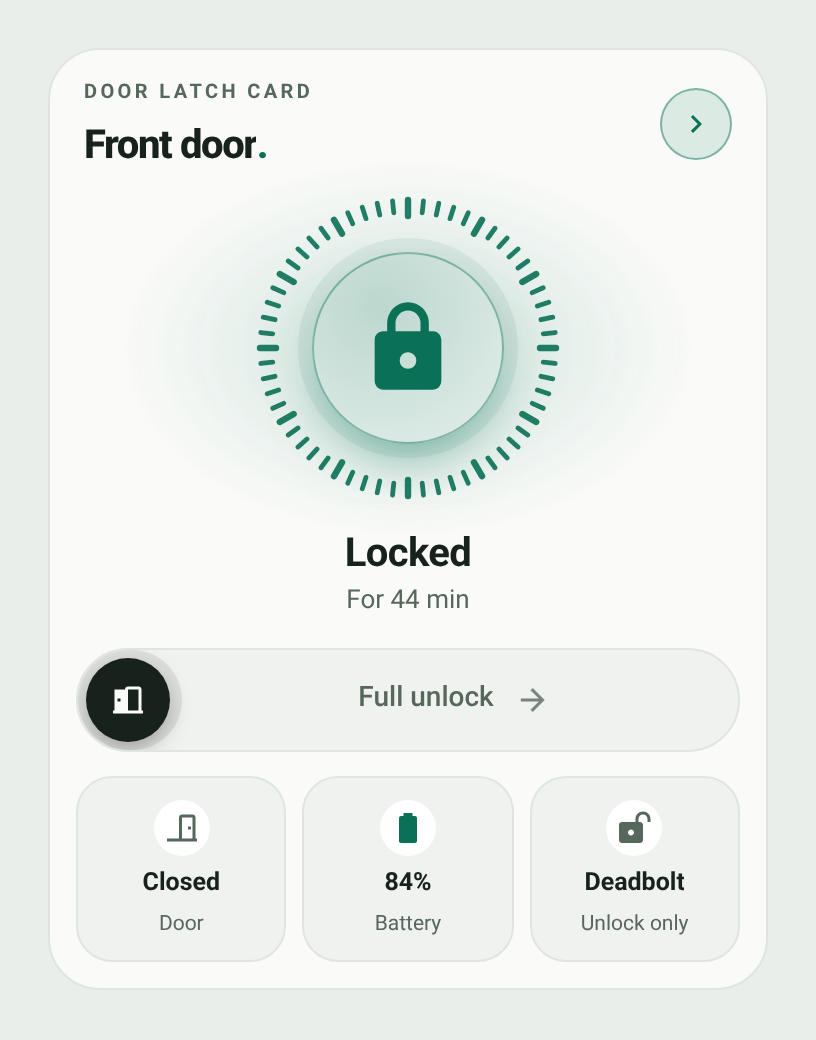 DOOR LATCH CARD
Front door.
Locked
For 44 min
Full unlock
Closed
Door
84%
Battery
Deadbolt
Unlock only